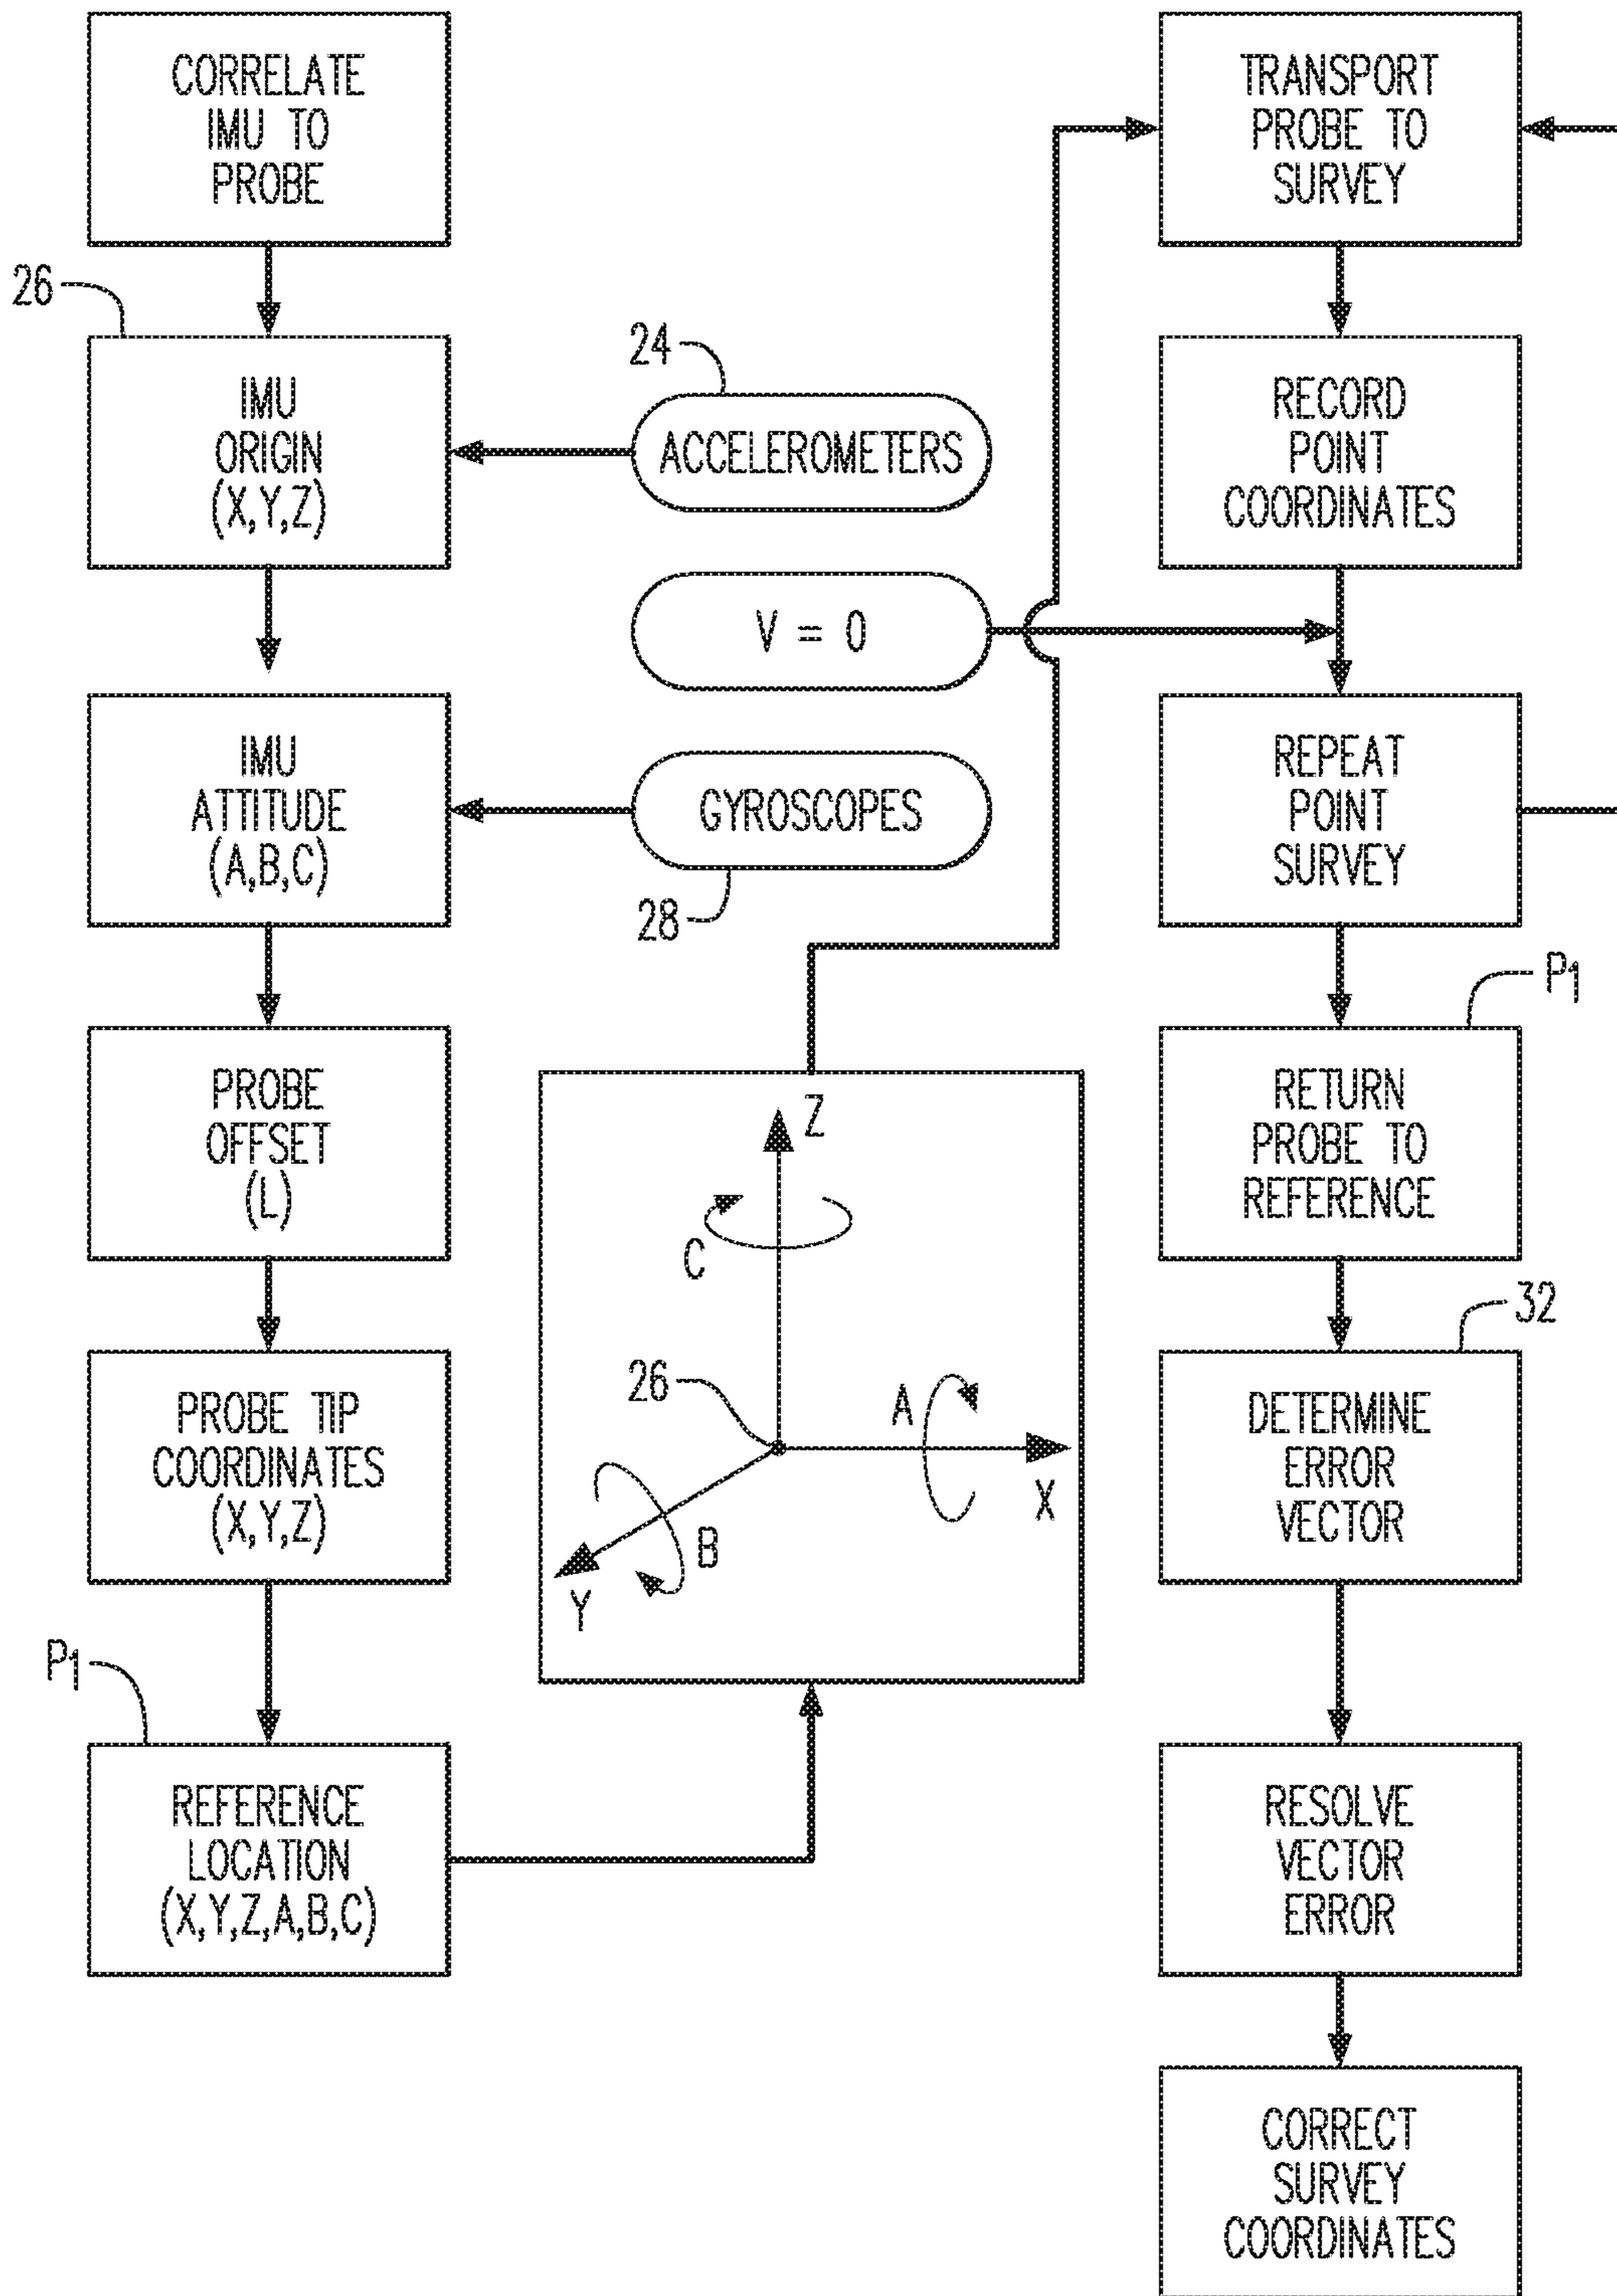 CORRELATE
IMU TO
PROBE
26
IMU
ORIGIN
(X,Y,Z)
24
ACCELEROMETERS
V = 0
IMU
ATTITUDE
(A,B,C)
GYROSCOPES
28
PROBE
OFFSET
(L)
PROBE TIP
COORDINATES
(X,Y,Z)
P1
REFERENCE
LOCATION
(X,Y,Z,A,B,C)
Z
C
26
A
X
B
Y
TRANSPORT
PROBE TO
SURVEY
RECORD
POINT
COORDINATES
REPEAT
POINT
SURVEY
P1
RETURN
PROBE TO
REFERENCE
32
DETERMINE
ERROR
VECTOR
RESOLVE
VECTOR
ERROR
CORRECT
SURVEY
COORDINATES